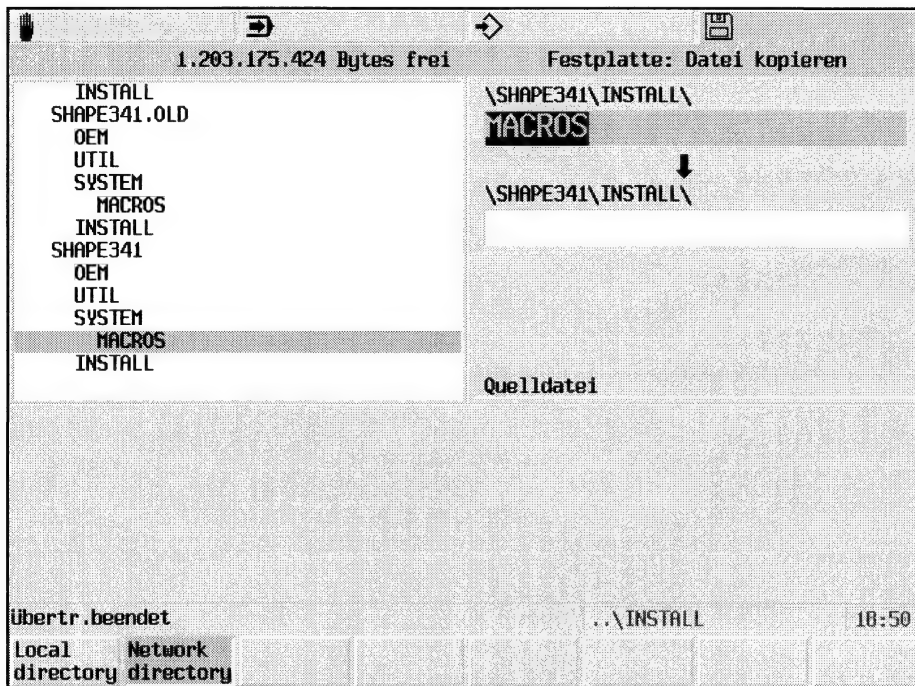 1.203.175.424 Bytes frei
Festplatte: Datei kopieren
INSTALL
SHAPE341.OLD
OEM
UTIL
SYSTEM
MACROS
INSTALL
SHAPE341
OEM
UTIL
SYSTEM
MACROS
INSTALL
\SHAPE341\INSTALL\
MACROS
\SHAPE341\INSTALL\
Quelldatei
Übertr.beendet
..\INSTALL
18:50
Local directory
Network directory